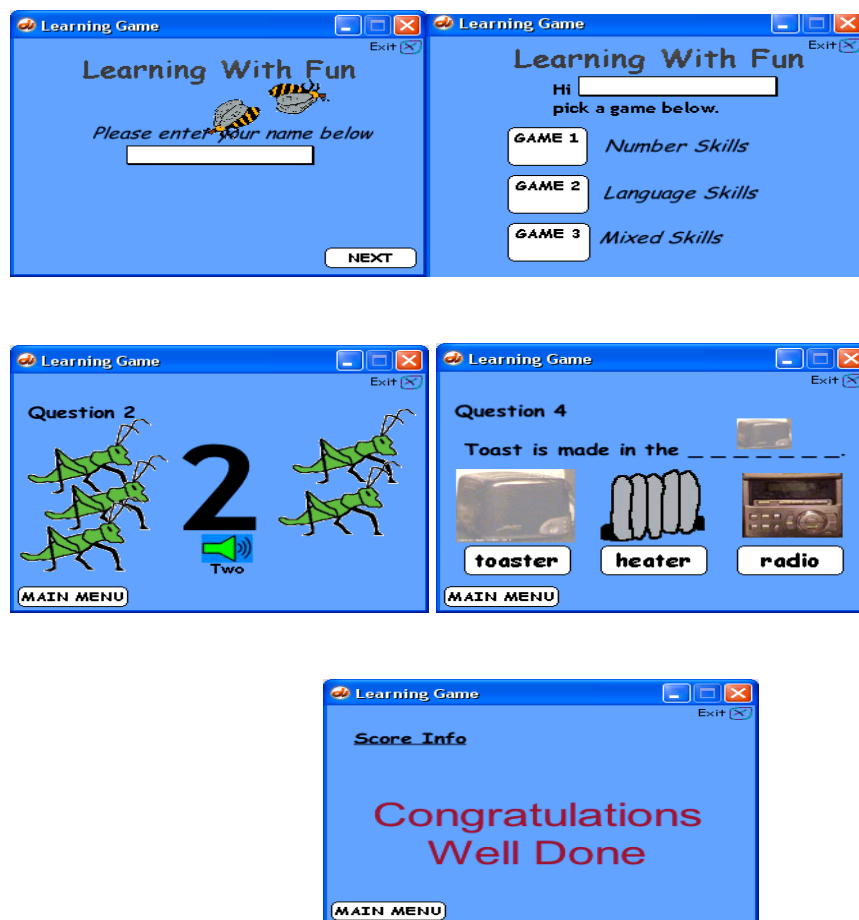 Learning Game
Exit
Learning With Fun
Please enter your name below
NEXT
Learning Game
Exit
Learning With Fun
Hi
pick a game below.
GAME 1 Number Skills
GAME 2 Language Skills
GAME 3 Mixed Skills
Learning Game
Exit
Question 2
2
Two
MAIN MENU
Learning Game
Exit
Question 4
Toast is made in the _ _ _ _ _ _ _ _ _.
toaster heater radio
MAIN MENU
Learning Game
Exit
Score Info
Congratulations
Well Done
MAIN MENU